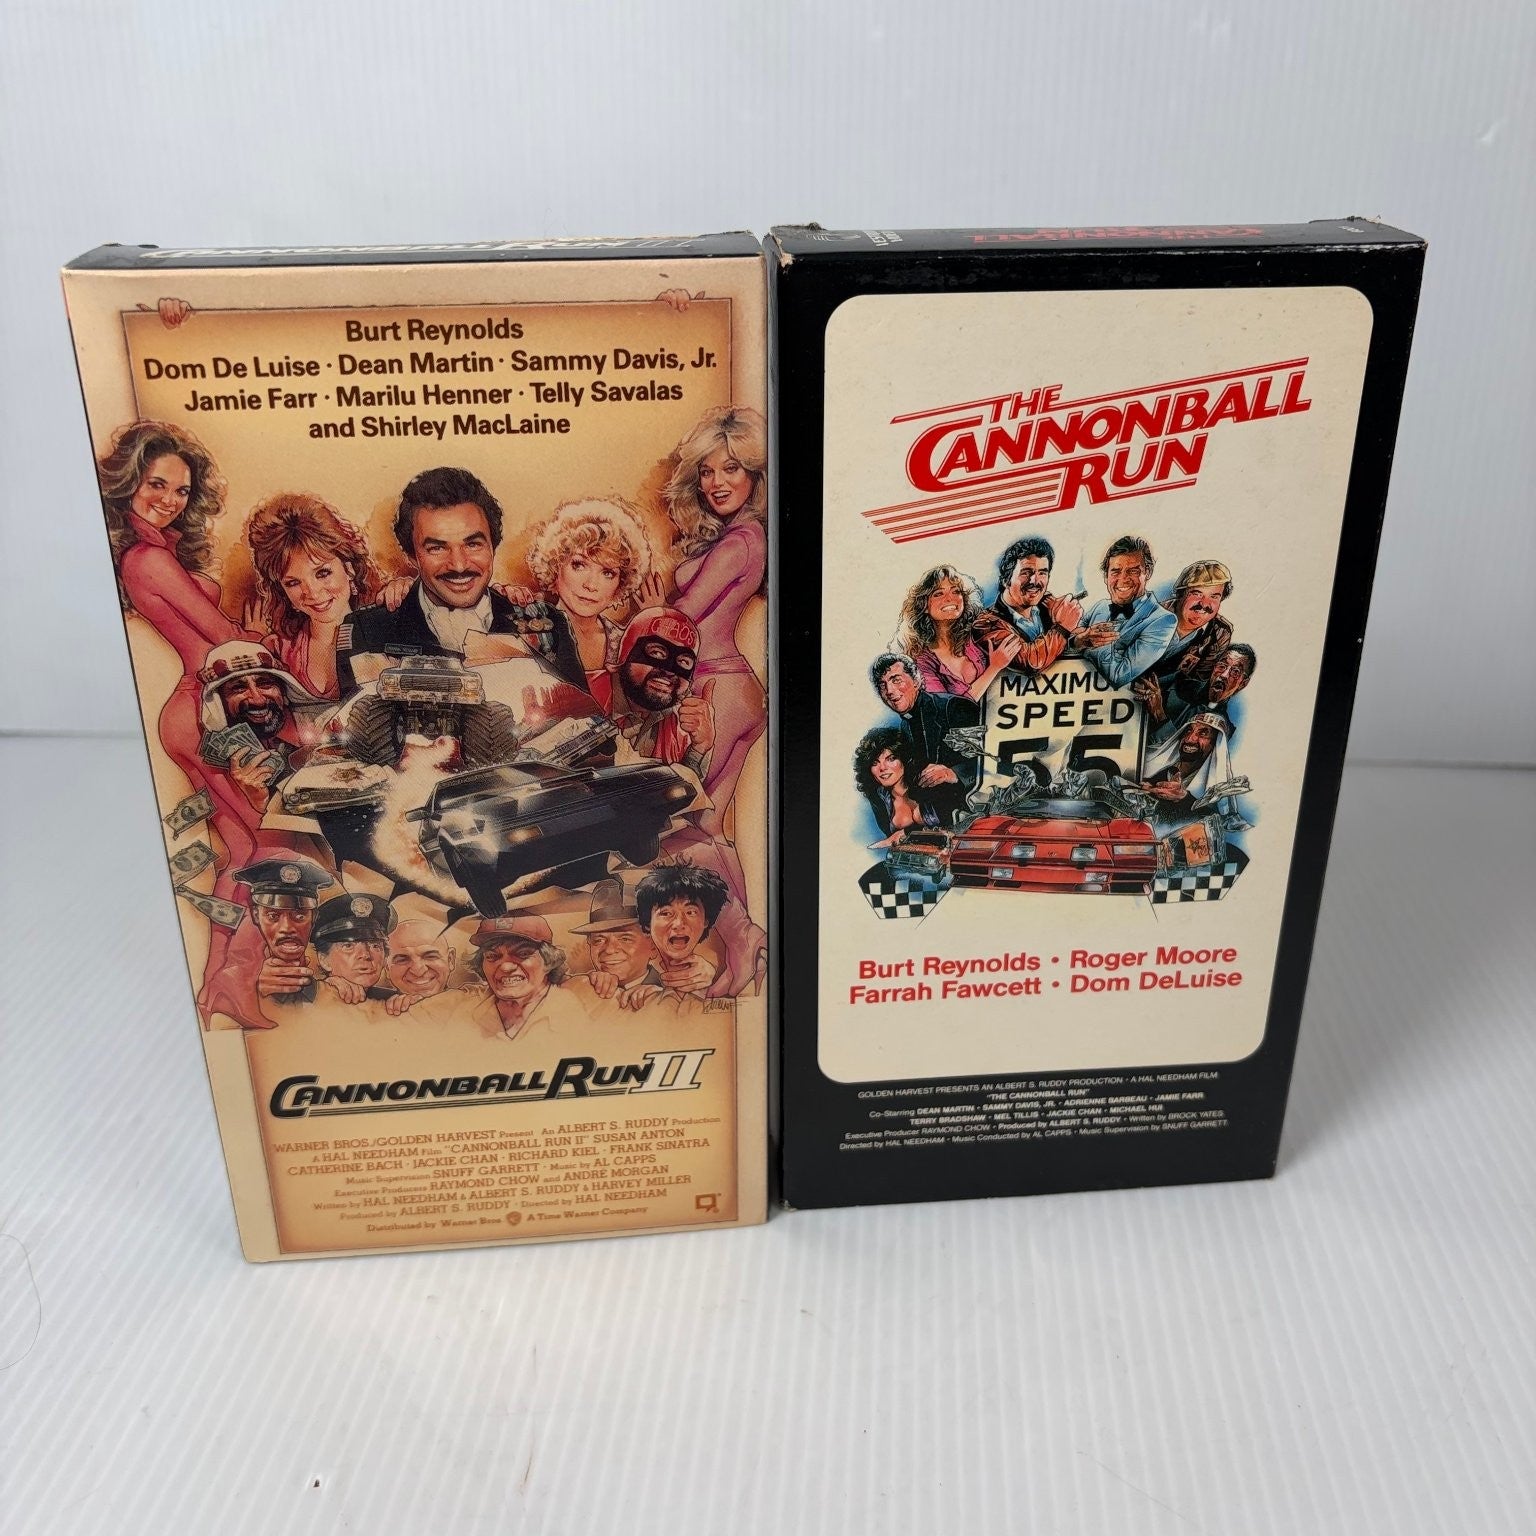 CANNONBALL RUN II
Burt Reynolds
Dom De Luise · Dean Martin · Sammy Davis, Jr.
Jamie Farr · Marilu Henner · Telly Savalas
and Shirley MacLaine
CHAOS
CANNONBALL RUN II
WARNER BROS./GOLDEN HARVEST Present An ALBERT S. RUDDY Production
A HAL NEEDHAM Film "CANNONBALL RUN II" SUSAN ANTON
CATHERINE BACH · JACKIE CHAN · RICHARD KIEL · FRANK SINATRA
Music Supervision SNUFF GARRETT · Music by AL CAPPS
Executive Producers RAYMOND CHOW and ANDRE MORGAN
Written by HAL NEEDHAM & ALBERT S. RUDDY & HARVEY MILLER
Produced by ALBERT S. RUDDY · Directed by HAL NEEDHAM
Distributed by Warner Bros A Time Warner Company
THE
CANNONBALL
RUN
MAXIMUM
SPEED
55
Burt Reynolds • Roger Moore
Farrah Fawcett • Dom DeLuise
GOLDEN HARVEST PRESENTS AN ALBERT S. RUDDY PRODUCTION · A HAL NEEDHAM FILM
"THE CANNONBALL RUN"
Co-Starring DEAN MARTIN · SAMMY DAVIS, JR. · ADRIENNE BARBEAU · JAMIE FARR
TERRY BRADSHAW · MEL TILLIS · JACKIE CHAN · MICHAEL HUI
Executive Producer RAYMOND CHOW · Produced by ALBERT S. RUDDY · Written by BROCK YATES
Directed by HAL NEEDHAM · Music Conducted by AL CAPPS · Music Supervision by SNUFF GARRETT